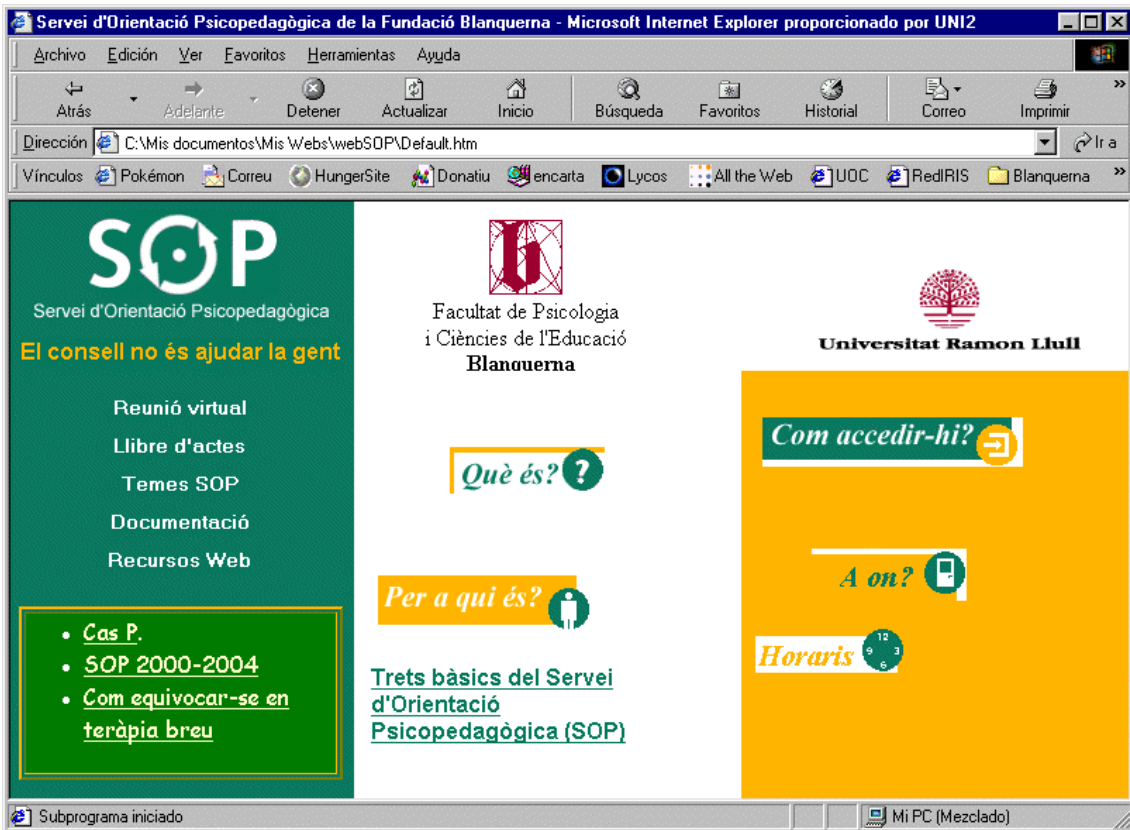 Servei d'Orientació Psicopedagògica de la Fundació Blanquerna - Microsoft Internet Explorer proporcionado por UNI2
Archivo Edición Ver Favoritos Herramientas Ayuda
Atrás Adelante Detener Actualizar Inicio Búsqueda Favoritos Historial Correo Imprimir »
Dirección C:\Mis documentos\Mis Webs\webSOP\Default.htm Ir a
Vínculos Pokémon Correu HungerSite Donatiu encarta Lycos All the Web UOC RedIRIS Blanquerna »
SOP
Servei d'Orientació Psicopedagògica
El consell no és ajudar la gent
Reunió virtual
Llibre d'actes
Temes SOP
Documentació
Recursos Web
Cas P.
SOP 2000-2004
Com equivocar-se en
teràpia breu
b
Facultat de Psicologia
i Ciències de l'Educació
Blanquerna
Què és? ?
Per a qui és?
Trets bàsics del Servei
d'Orientació
Psicopedagògica (SOP)
Universitat Ramon Llull
Com accedir-hi?
A on?
Horaris 12 3 6 9
Subprograma iniciado
Mi PC (Mezclado)